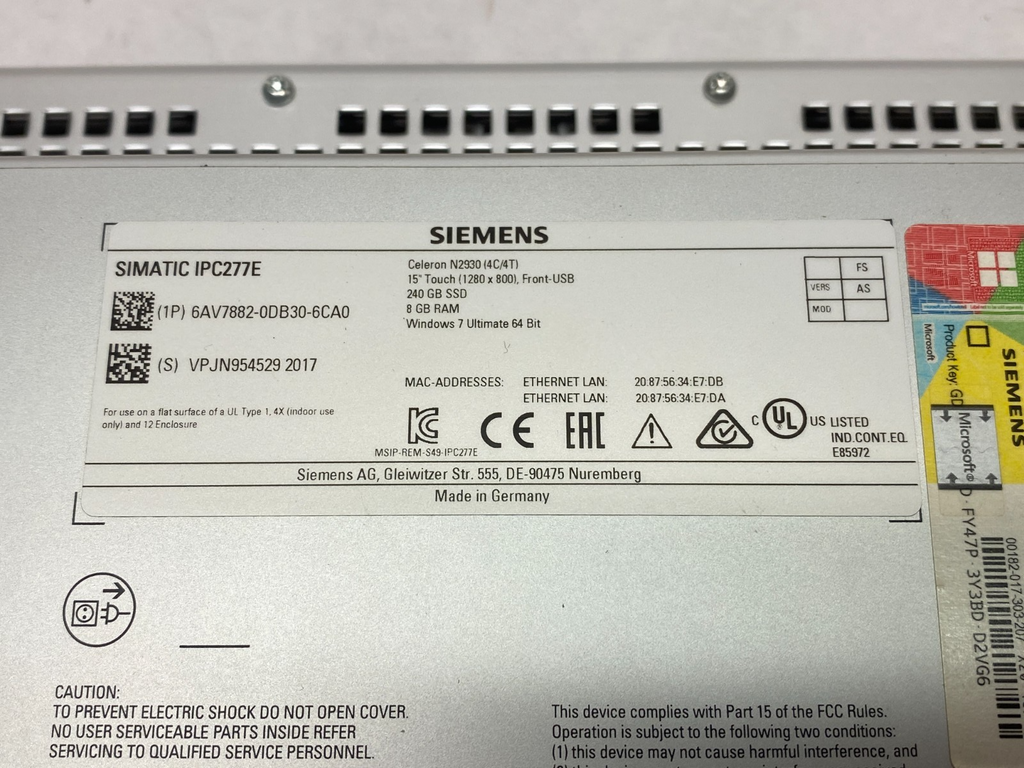 SIEMENS
SIMATIC IPC277E
(1P) 6AV7882-0DB30-6CA0
(S) VPJN954529 2017
For use on a flat surface of a UL Type 1, 4X (indoor use
only) and 12 Enclosure
Celeron N2930 (4C/4T)
15" Touch (1280 x 800), Front-USB
240 GB SSD
8 GB RAM
Windows 7 Ultimate 64 Bit
FS
VERS AS
MOD
MAC-ADDRESSES: ETHERNET LAN: 20:87:56:34:E7:DB
ETHERNET LAN: 20:87:56:34:E7:DA
MSIP-REM-S49-IPC277E
CE
EAC
C UL US LISTED
IND.CONT.EQ.
E85972
Siemens AG, Gleiwitzer Str. 555, DE-90475 Nuremberg
Made in Germany
CAUTION:
TO PREVENT ELECTRIC SHOCK DO NOT OPEN COVER.
NO USER SERVICEABLE PARTS INSIDE REFER
SERVICING TO QUALIFIED SERVICE PERSONNEL.
This device complies with Part 15 of the FCC Rules.
Operation is subject to the following two conditions:
(1) this device may not cause harmful interference, and
Microsoft
Product Key: GD
Microsoft®
D · FY47P · 3Y3BD · D2VG6
SIEMENS
00182-017-303-207